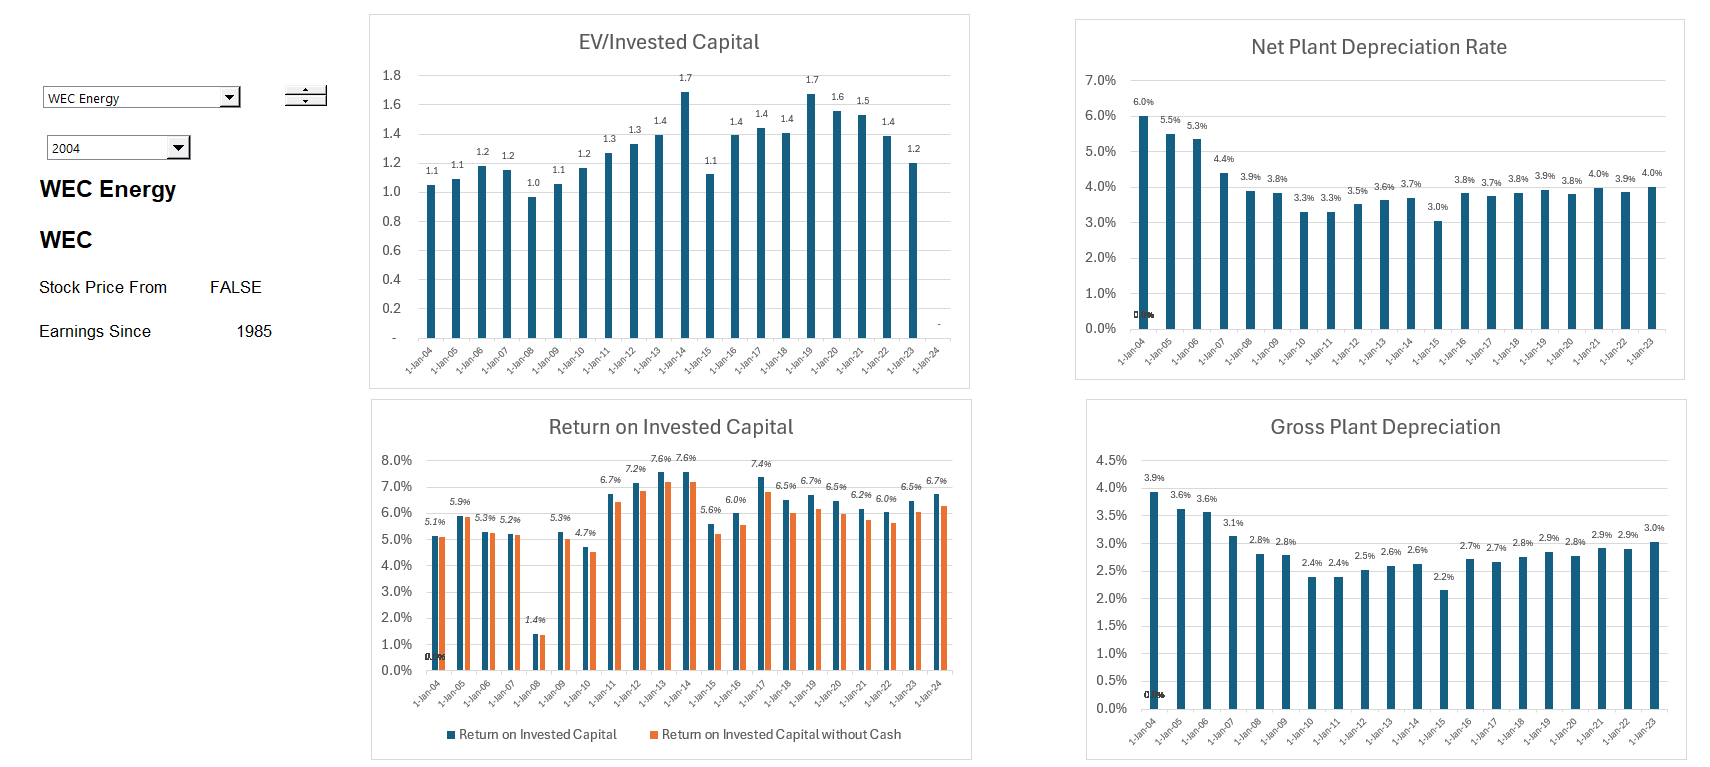 WEC Energy
2004
WEC Energy
WEC
Stock Price From FALSE
Earnings Since 1985
EV/Invested Capital
1.8
1.6
1.4
1.2
1.0
0.8
0.6
0.4
0.2
-
1.1 1.1 1.2 1.2 1.0 1.1 1.2 1.3 1.3 1.4 1.7 1.1 1.4 1.4 1.4 1.7 1.6 1.5 1.4 1.2 -
1-Jan-04 1-Jan-05 1-Jan-06 1-Jan-07 1-Jan-08 1-Jan-09 1-Jan-10 1-Jan-11 1-Jan-12 1-Jan-13 1-Jan-14 1-Jan-15 1-Jan-16 1-Jan-17 1-Jan-18 1-Jan-19 1-Jan-20 1-Jan-21 1-Jan-22 1-Jan-23 1-Jan-24
Net Plant Depreciation Rate
7.0%
6.0%
5.0%
4.0%
3.0%
2.0%
1.0%
0.0%
6.0% 5.5% 5.3% 4.4% 3.9% 3.8% 3.3% 3.3% 3.5% 3.6% 3.7% 3.0% 3.8% 3.7% 3.8% 3.9% 3.8% 4.0% 3.9% 4.0%
1-Jan-04 1-Jan-05 1-Jan-06 1-Jan-07 1-Jan-08 1-Jan-09 1-Jan-10 1-Jan-11 1-Jan-12 1-Jan-13 1-Jan-14 1-Jan-15 1-Jan-16 1-Jan-17 1-Jan-18 1-Jan-19 1-Jan-20 1-Jan-21 1-Jan-22 1-Jan-23
Return on Invested Capital
8.0%
7.0%
6.0%
5.0%
4.0%
3.0%
2.0%
1.0%
0.0%
5.1% 5.9% 5.3% 5.2% 1.4% 5.3% 4.7% 6.7% 7.2% 7.6% 7.6% 5.6% 6.0% 7.4% 6.5% 6.7% 6.5% 6.2% 6.0% 6.5% 6.7%
1-Jan-04 1-Jan-05 1-Jan-06 1-Jan-07 1-Jan-08 1-Jan-09 1-Jan-10 1-Jan-11 1-Jan-12 1-Jan-13 1-Jan-14 1-Jan-15 1-Jan-16 1-Jan-17 1-Jan-18 1-Jan-19 1-Jan-20 1-Jan-21 1-Jan-22 1-Jan-23 1-Jan-24
Return on Invested Capital Return on Invested Capital without Cash
Gross Plant Depreciation
4.5%
4.0%
3.5%
3.0%
2.5%
2.0%
1.5%
1.0%
0.5%
0.0%
3.9% 3.6% 3.6% 3.1% 2.8% 2.8% 2.4% 2.4% 2.5% 2.6% 2.6% 2.2% 2.7% 2.7% 2.8% 2.9% 2.8% 2.9% 2.9% 3.0%
1-Jan-04 1-Jan-05 1-Jan-06 1-Jan-07 1-Jan-08 1-Jan-09 1-Jan-10 1-Jan-11 1-Jan-12 1-Jan-13 1-Jan-14 1-Jan-15 1-Jan-16 1-Jan-17 1-Jan-18 1-Jan-19 1-Jan-20 1-Jan-21 1-Jan-22 1-Jan-23